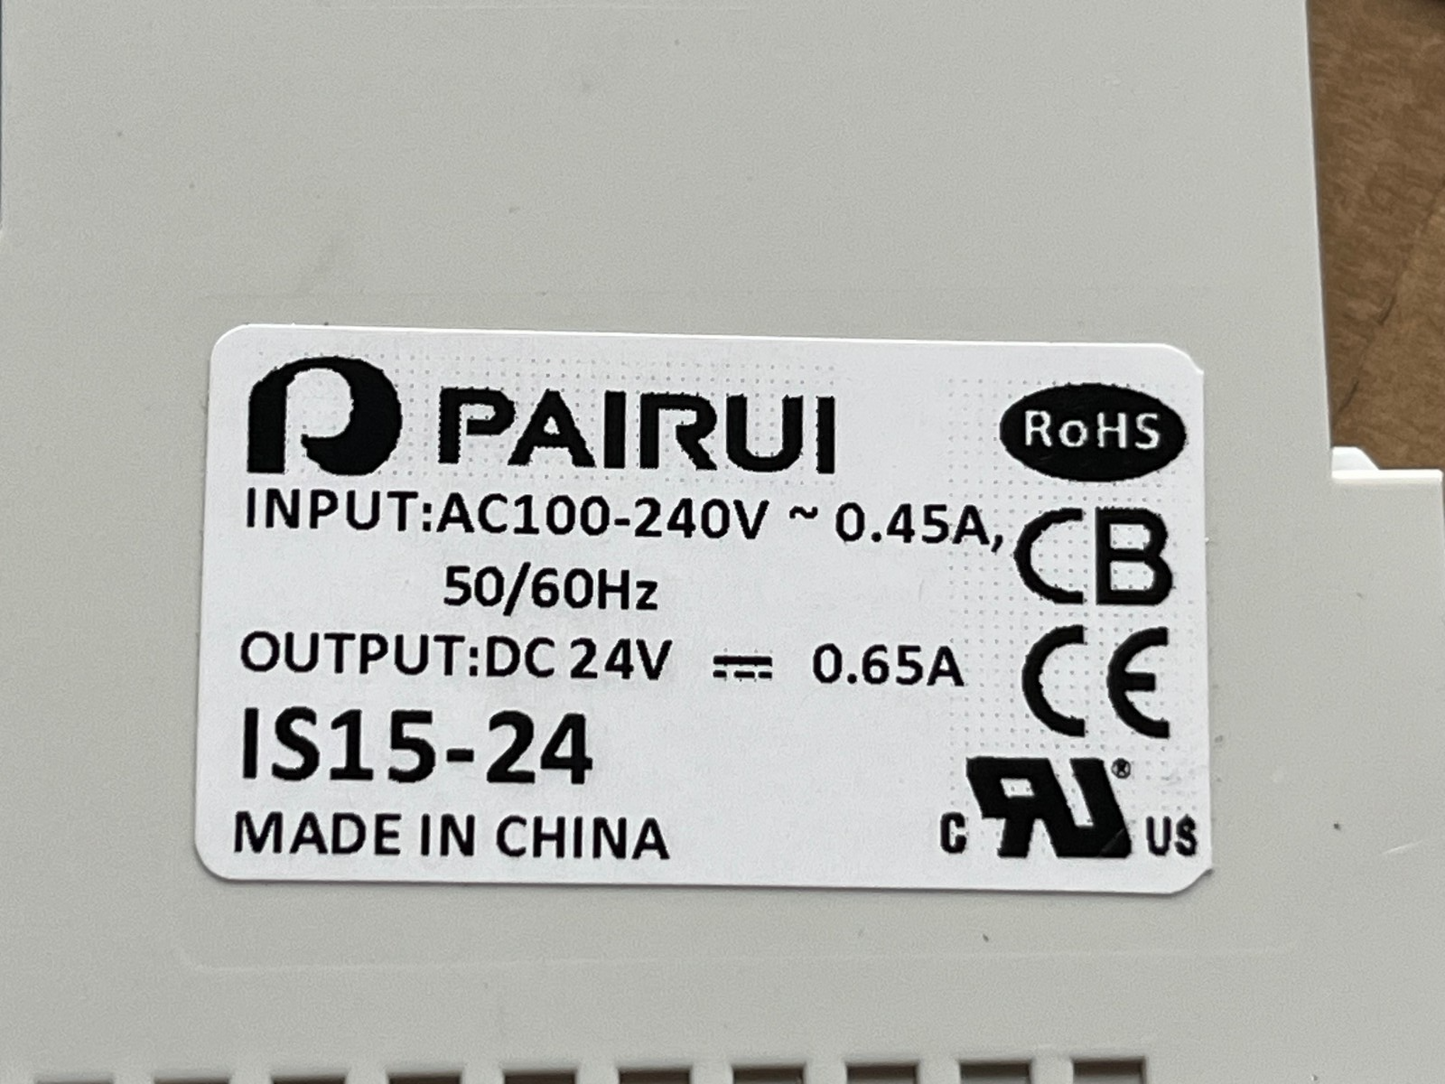 PAIRUI
RoHS
INPUT:AC100-240V ~ 0.45A,
50/60Hz
CB
OUTPUT:DC 24V ⎓ 0.65A
CE
IS15-24
MADE IN CHINA
C RU® US